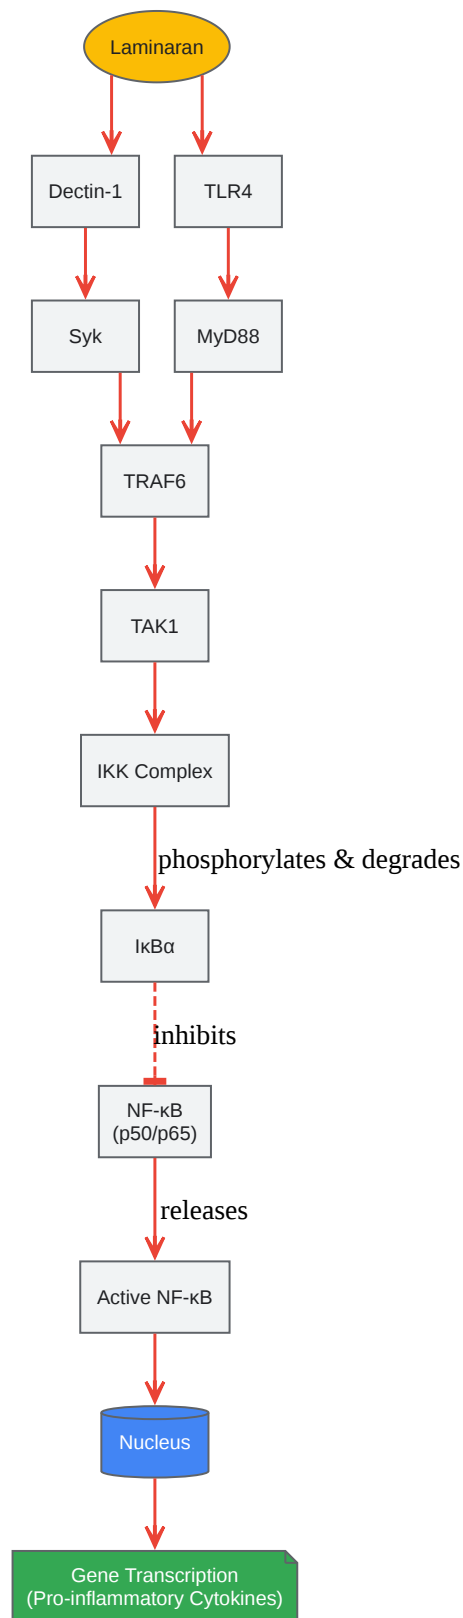 Laminaran
Dectin-1
TLR4
Syk
MyD88
TRAF6
TAK1
IKK Complex
phosphorylates & degrades
IκBα
inhibits
NF-κB
(p50/p65)
releases
Active NF-κB
Nucleus
Gene Transcription
(Pro-inflammatory Cytokines)